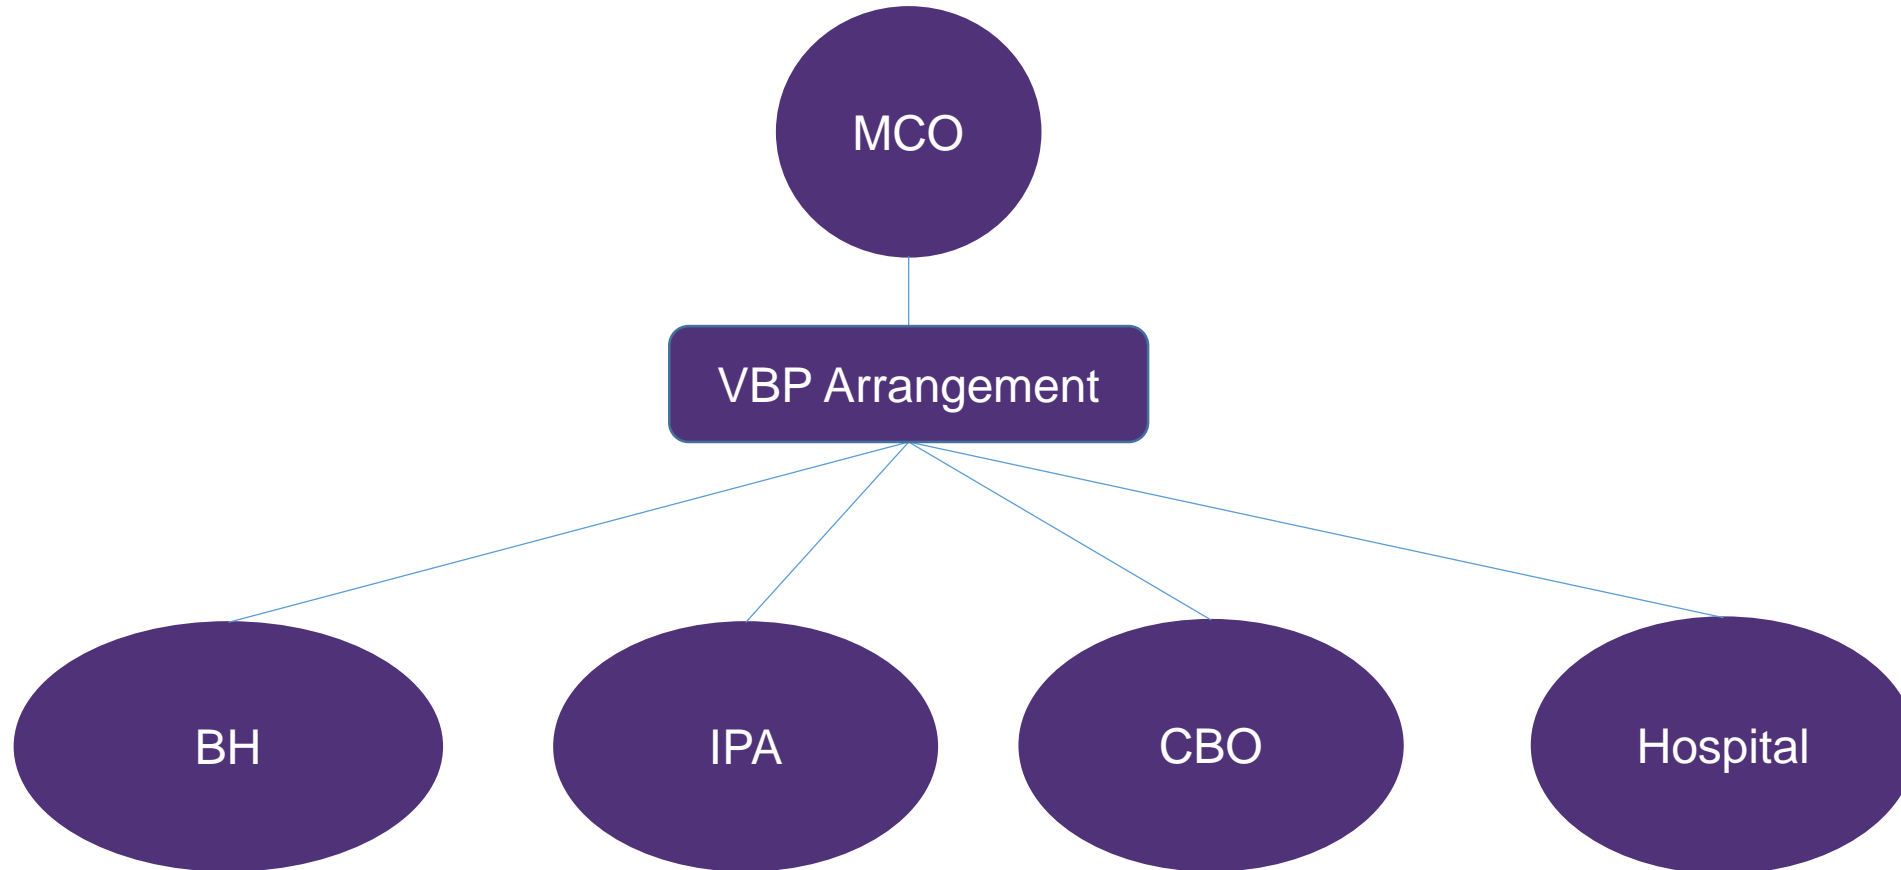 MCO
VBP Arrangement
BH
IPA
CBO
Hospital